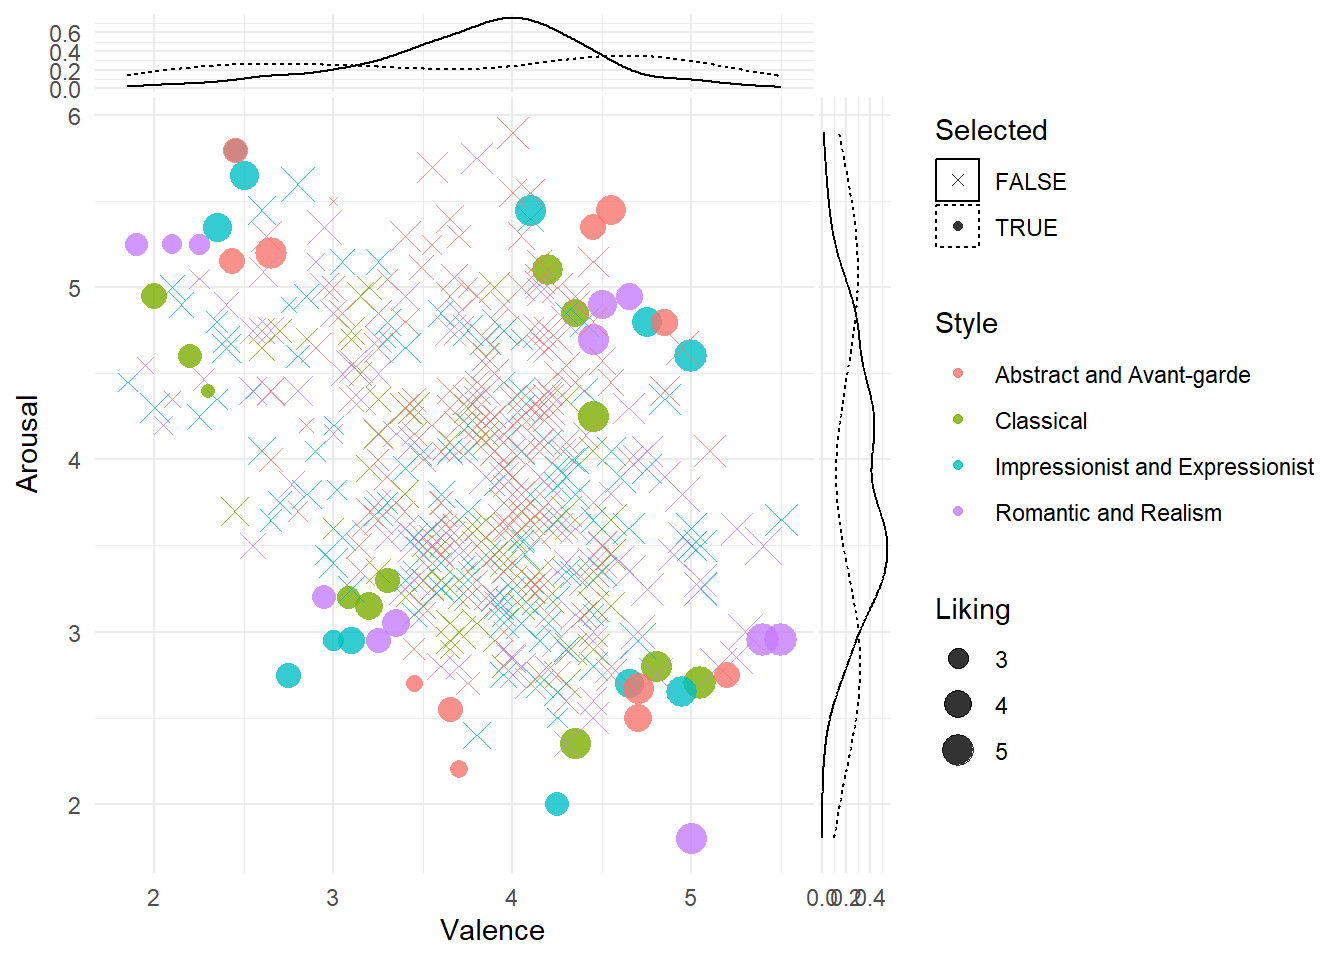 0.6
0.4
0.2
0.0
6
5
4
3
2
Arousal
2
3
4
5
0.0
0.2
0.4
Valence
Selected
FALSE
TRUE
Style
Abstract and Avant-garde
Classical
Impressionist and Expressionist
Romantic and Realism
Liking
3
4
5